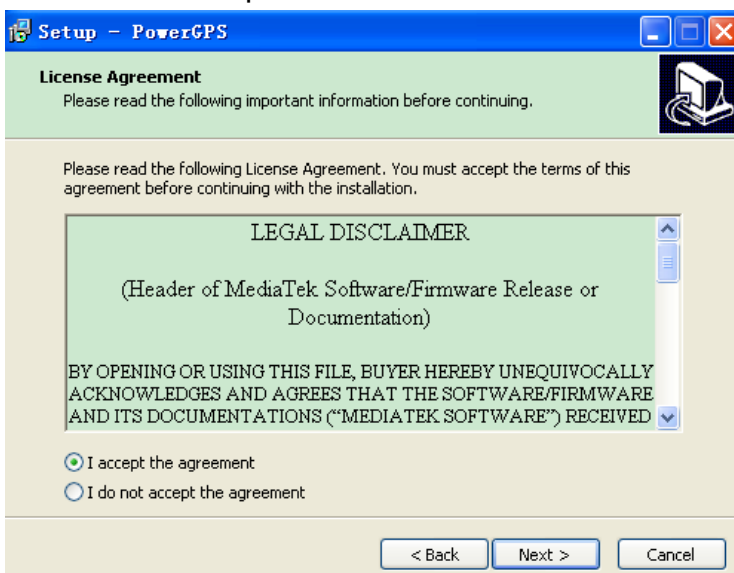 Setup - PowerGPS
License Agreement
Please read the following important information before continuing.
Please read the following License Agreement. You must accept the terms of this
agreement before continuing with the installation.
LEGAL DISCLAIMER
(Header of MediaTek Software/Firmware Release or
Documentation)
BY OPENING OR USING THIS FILE, BUYER HEREBY UNEQUIVOCALLY
ACKNOWLEDGES AND AGREES THAT THE SOFTWARE/FIRMWARE
AND ITS DOCUMENTATIONS (“MEDIATEK SOFTWARE”) RECEIVED
I accept the agreement
I do not accept the agreement
< Back Next > Cancel